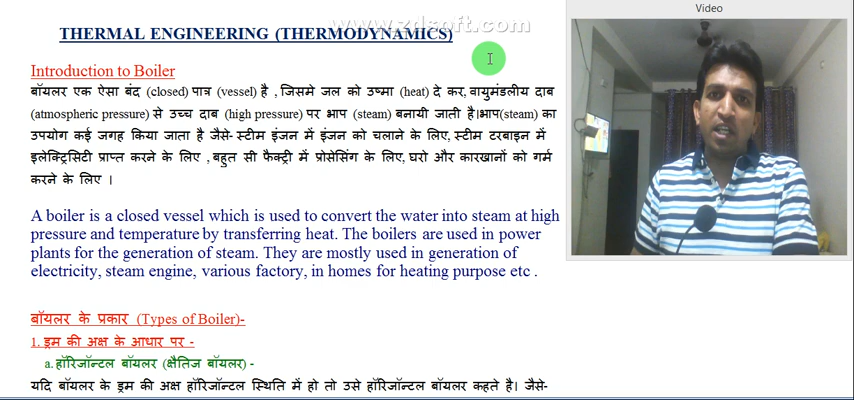 www.zdsoft.com
Video
THERMAL ENGINEERING (THERMODYNAMICS)
Introduction to Boiler
बॉयलर एक ऐसा बंद (closed) पात्र (vessel) है , जिसमे जल को उष्मा (heat) दे कर, वायुमंडलीय दाब
(atmospheric pressure) से उच्च दाब (high pressure) पर भाप (steam) बनायी जाती है।भाप(steam) का
उपयोग कई जगह किया जाता है जैसे- स्टीम इंजन में इंजन को चलाने के लिए, स्टीम टरबाइन में
इलेक्ट्रिसिटी प्राप्त करने के लिए , बहुत सी फैक्ट्री में प्रोसेसिंग के लिए, घरो और कारखानों को गर्म
करने के लिए ।
A boiler is a closed vessel which is used to convert the water into steam at high
pressure and temperature by transferring heat. The boilers are used in power
plants for the generation of steam. They are mostly used in generation of
electricity, steam engine, various factory, in homes for heating purpose etc .
बॉयलर के प्रकार (Types of Boiler)-
1. ड्रम की अक्ष के आधार पर -
a. हॉरिजॉन्टल बॉयलर (क्षैतिज बॉयलर) -
यदि बॉयलर के ड्रम की अक्ष हॉरिजॉन्टल स्थिति में हो तो उसे हॉरिजॉन्टल बॉयलर कहते है। जैसे-